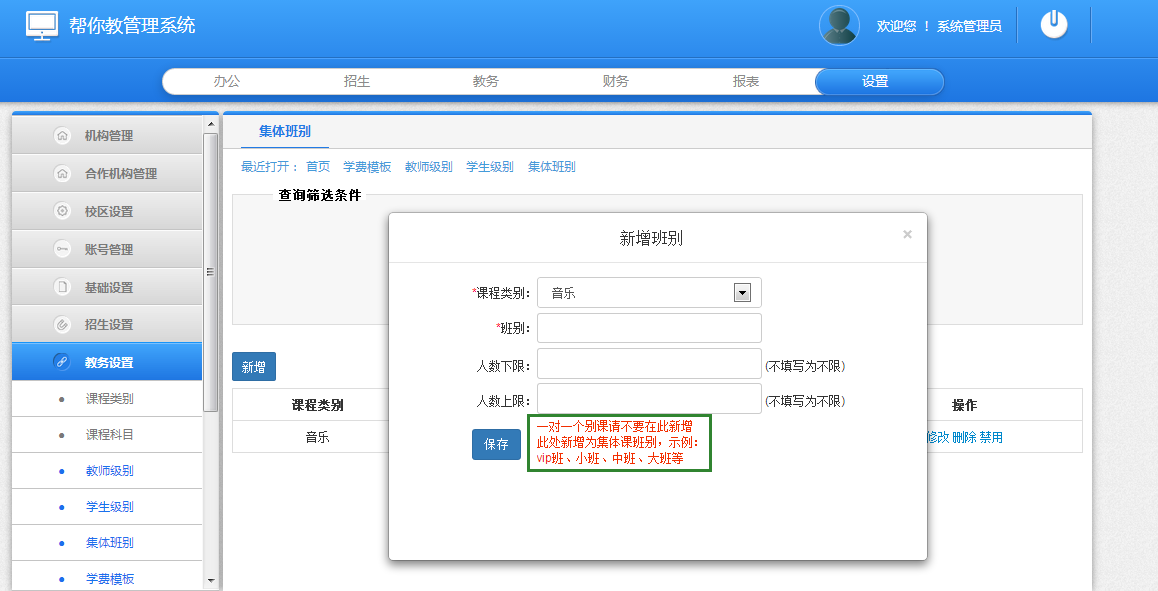 帮你教管理系统
欢迎您 ！ 系统管理员
办公 招生 教务 财务 报表 设置
机构管理
合作机构管理
校区设置
账号管理
基础设置
招生设置
教务设置
课程类别
课程科目
教师级别
学生级别
集体班别
学费模板
集体班别
最近打开： 首页 学费模板 教师级别 学生级别 集体班别
查询筛选条件
新增
课程类别 操作
音乐 修改 删除 禁用
新增班别 ×
*课程类别： 音乐
*班别：
人数下限： (不填写为不限)
人数上限： (不填写为不限)
保存
一对一个别课请不要在此新增
此处新增为集体课班别，示例：
vip班、小班、中班、大班等